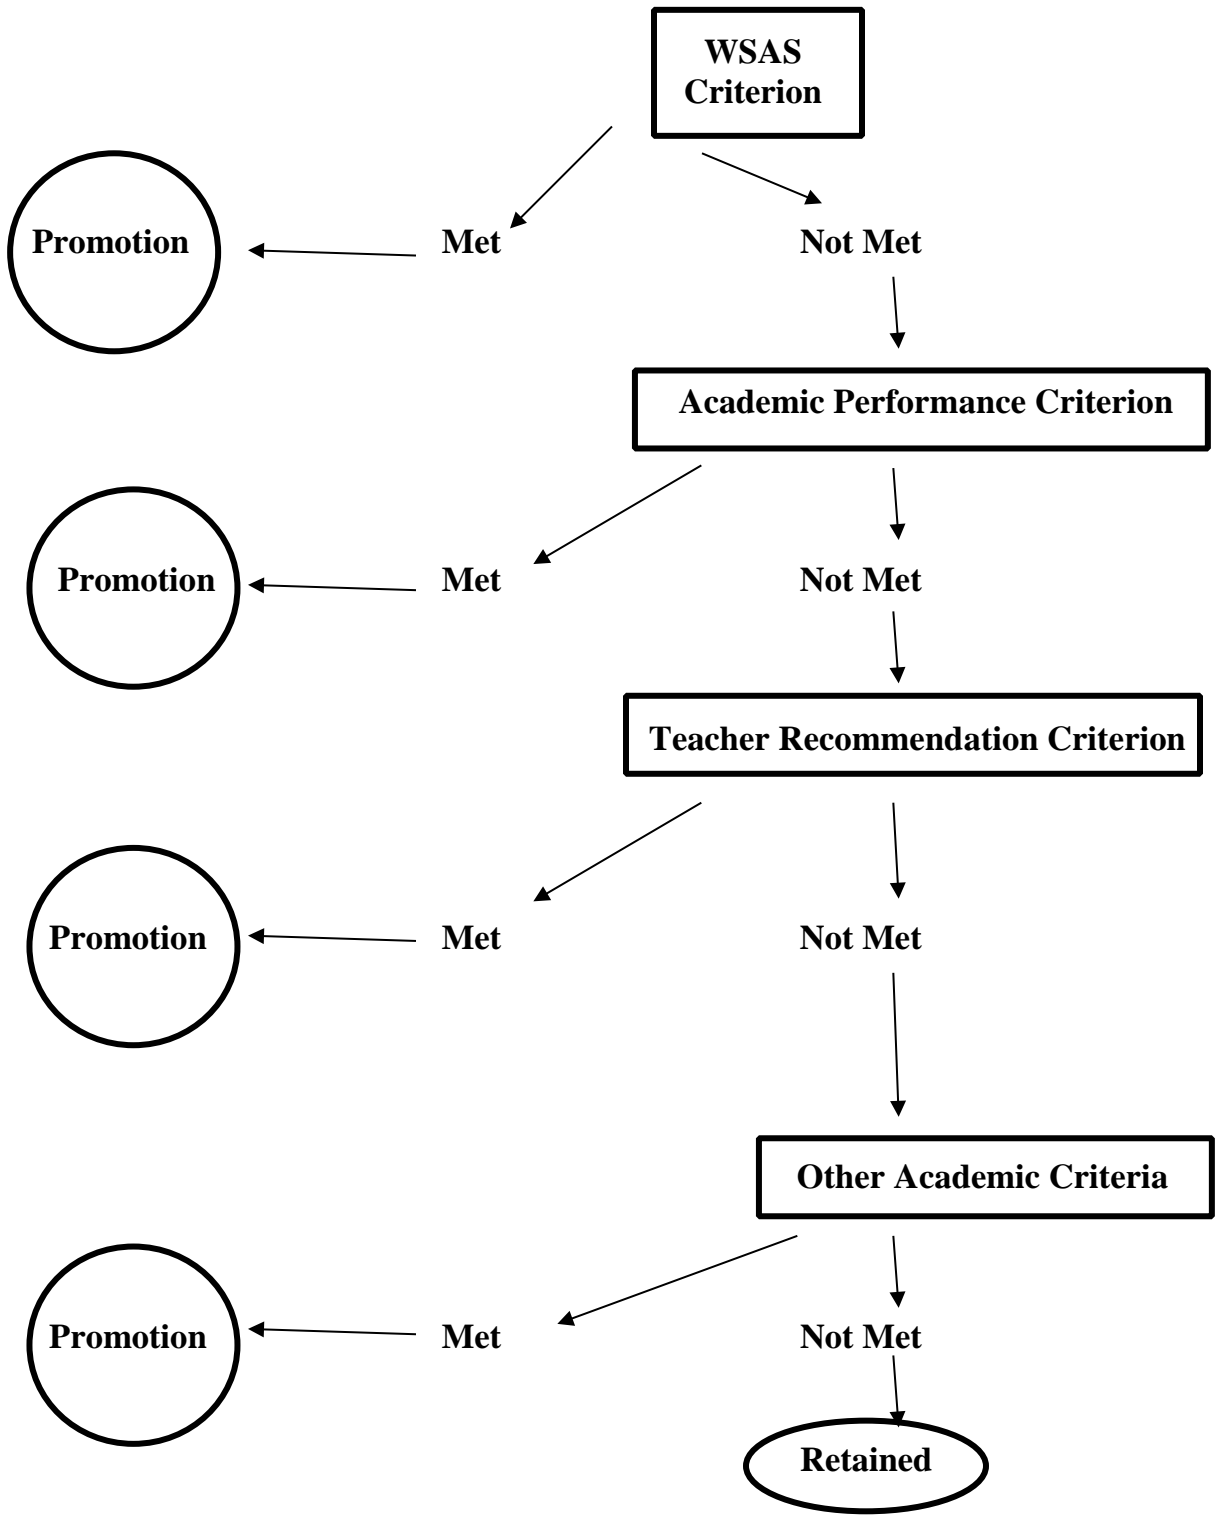 WSAS
Criterion
Promotion
Met
Not Met
Academic Performance Criterion
Promotion
Met
Not Met
Teacher Recommendation Criterion
Promotion
Met
Not Met
Other Academic Criteria
Promotion
Met
Not Met
Retained